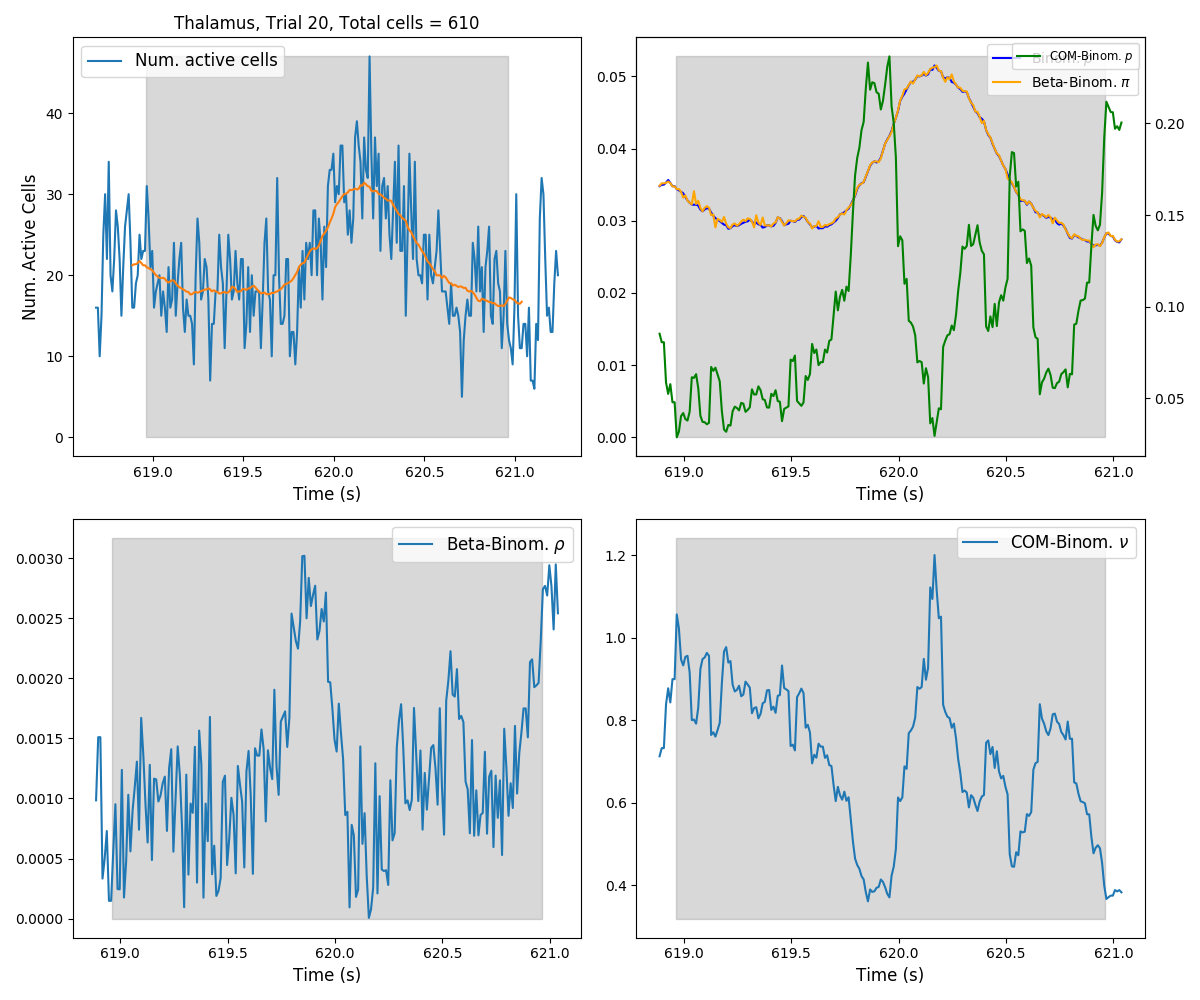 Thalamus, Trial 20, Total cells = 610
Num. active cells
Num. Active Cells
40
30
20
10
0
619.0 619.5 620.0 620.5 621.0
Time (s)
COM-Binom. p
Beta-Binom. π
0.05
0.04
0.03
0.02
0.01
0.00
0.20
0.15
0.10
0.05
619.0 619.5 620.0 620.5 621.0
Time (s)
Beta-Binom. ρ
0.0030
0.0025
0.0020
0.0015
0.0010
0.0005
0.0000
619.0 619.5 620.0 620.5 621.0
Time (s)
COM-Binom. ν
1.2
1.0
0.8
0.6
0.4
619.0 619.5 620.0 620.5 621.0
Time (s)